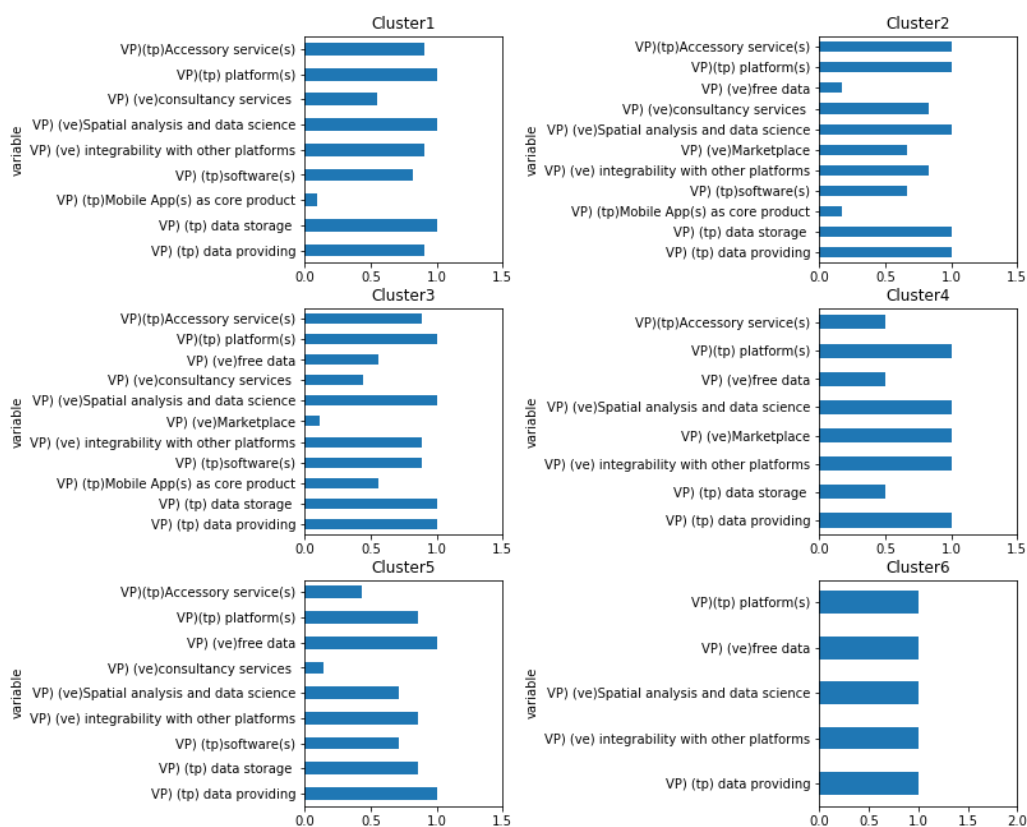 Cluster1
variable
VP)(tp)Accessory service(s)
VP)(tp) platform(s)
VP) (ve)consultancy services
VP) (ve)Spatial analysis and data science
VP) (ve) integrability with other platforms
VP) (tp)software(s)
VP) (tp)Mobile App(s) as core product
VP) (tp) data storage
VP) (tp) data providing
0.0 0.5 1.0 1.5
Cluster2
variable
VP)(tp)Accessory service(s)
VP)(tp) platform(s)
VP) (ve)free data
VP) (ve)consultancy services
VP) (ve)Spatial analysis and data science
VP) (ve)Marketplace
VP) (ve) integrability with other platforms
VP) (tp)software(s)
VP) (tp)Mobile App(s) as core product
VP) (tp) data storage
VP) (tp) data providing
0.0 0.5 1.0 1.5
Cluster3
variable
VP)(tp)Accessory service(s)
VP)(tp) platform(s)
VP) (ve)free data
VP) (ve)consultancy services
VP) (ve)Spatial analysis and data science
VP) (ve)Marketplace
VP) (ve) integrability with other platforms
VP) (tp)software(s)
VP) (tp)Mobile App(s) as core product
VP) (tp) data storage
VP) (tp) data providing
0.0 0.5 1.0 1.5
Cluster4
variable
VP)(tp)Accessory service(s)
VP)(tp) platform(s)
VP) (ve)free data
VP) (ve)Spatial analysis and data science
VP) (ve)Marketplace
VP) (ve) integrability with other platforms
VP) (tp) data storage
VP) (tp) data providing
0.0 0.5 1.0 1.5
Cluster5
variable
VP)(tp)Accessory service(s)
VP)(tp) platform(s)
VP) (ve)free data
VP) (ve)consultancy services
VP) (ve)Spatial analysis and data science
VP) (ve) integrability with other platforms
VP) (tp)software(s)
VP) (tp) data storage
VP) (tp) data providing
0.0 0.5 1.0 1.5
Cluster6
variable
VP)(tp) platform(s)
VP) (ve)free data
VP) (ve)Spatial analysis and data science
VP) (ve) integrability with other platforms
VP) (tp) data providing
0.0 0.5 1.0 1.5 2.0